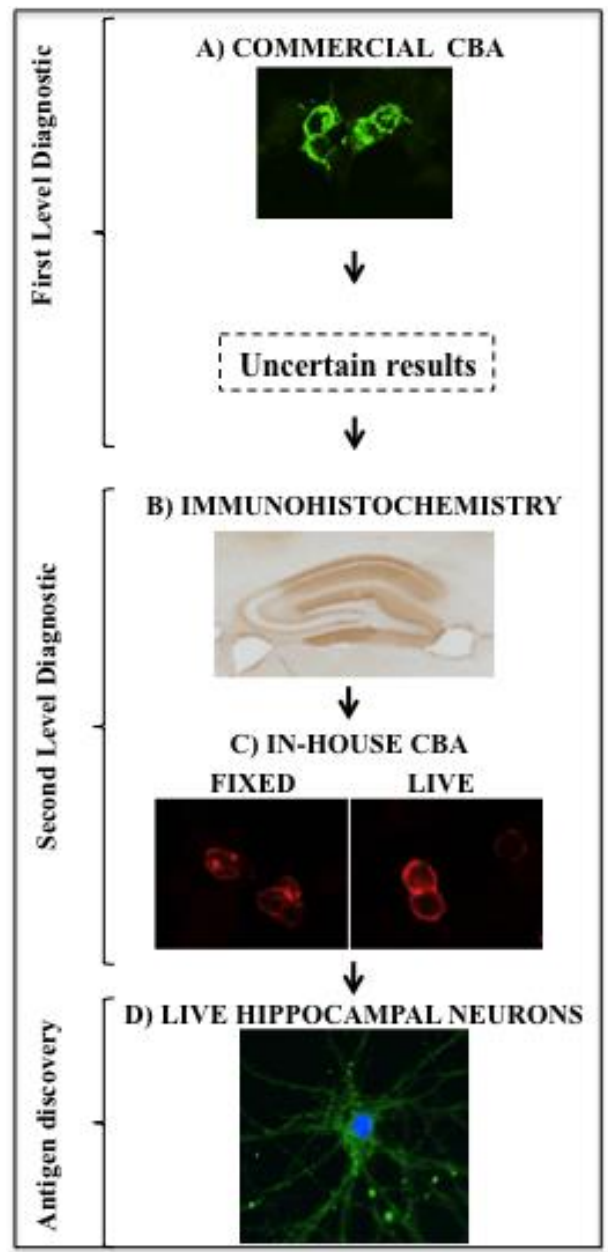 First Level Diagnostic
A) COMMERCIAL CBA
Uncertain results
Second Level Diagnostic
B) IMMUNOHISTOCHEMISTRY
C) IN-HOUSE CBA
FIXED LIVE
Antigen discovery
D) LIVE HIPPOCAMPAL NEURONS